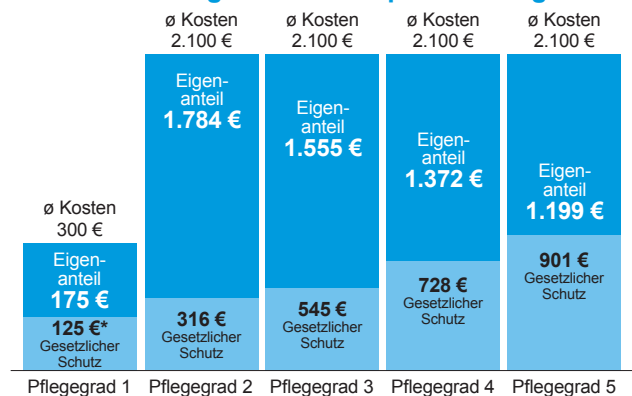 ø Kosten
2.100 €
ø Kosten
2.100 €
ø Kosten
2.100 €
ø Kosten
2.100 €
Eigen-
anteil
1.784 €
Eigen-
anteil
1.555 €
Eigen-
anteil
1.372 €
Eigen-
anteil
1.199 €
ø Kosten
300 €
Eigen-
anteil
175 €
125 €*
Gesetzlicher
Schutz
316 €
Gesetzlicher
Schutz
545 €
Gesetzlicher
Schutz
728 €
Gesetzlicher
Schutz
901 €
Gesetzlicher
Schutz
Pflegegrad 1 Pflegegrad 2 Pflegegrad 3 Pflegegrad 4 Pflegegrad 5